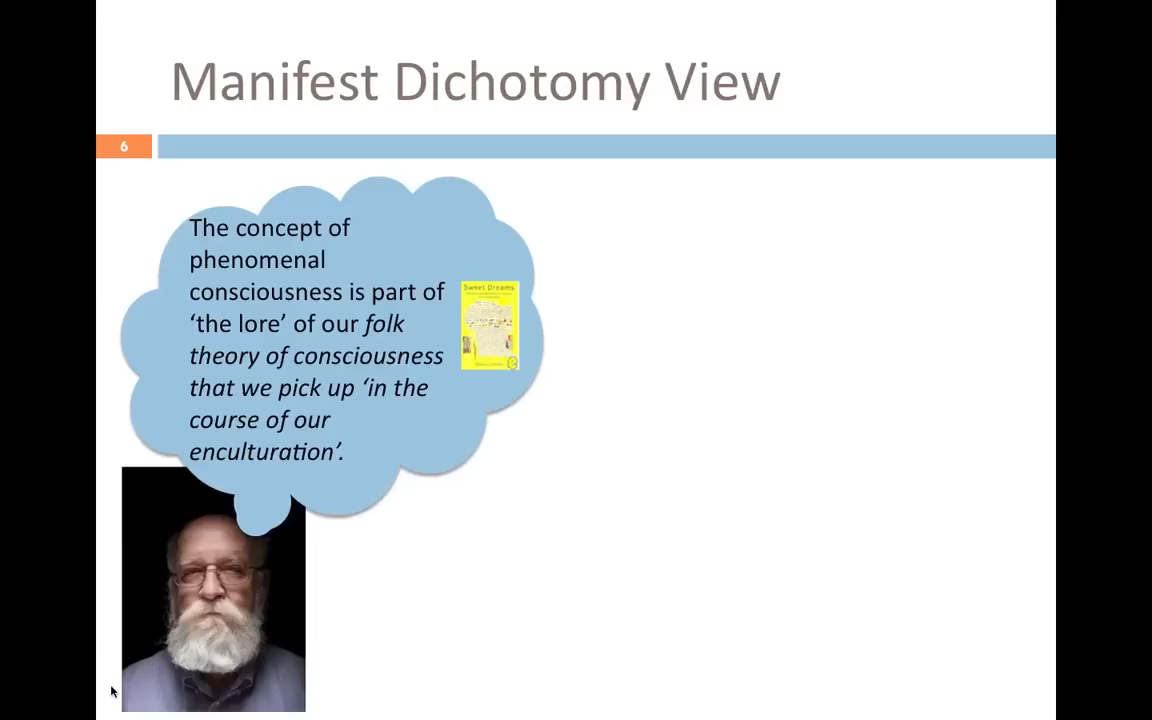 Manifest Dichotomy View
6
The concept of
phenomenal
consciousness is part of
‘the lore’ of our folk
theory of consciousness
that we pick up ‘in the
course of our
enculturation’.
Sweet Dreams